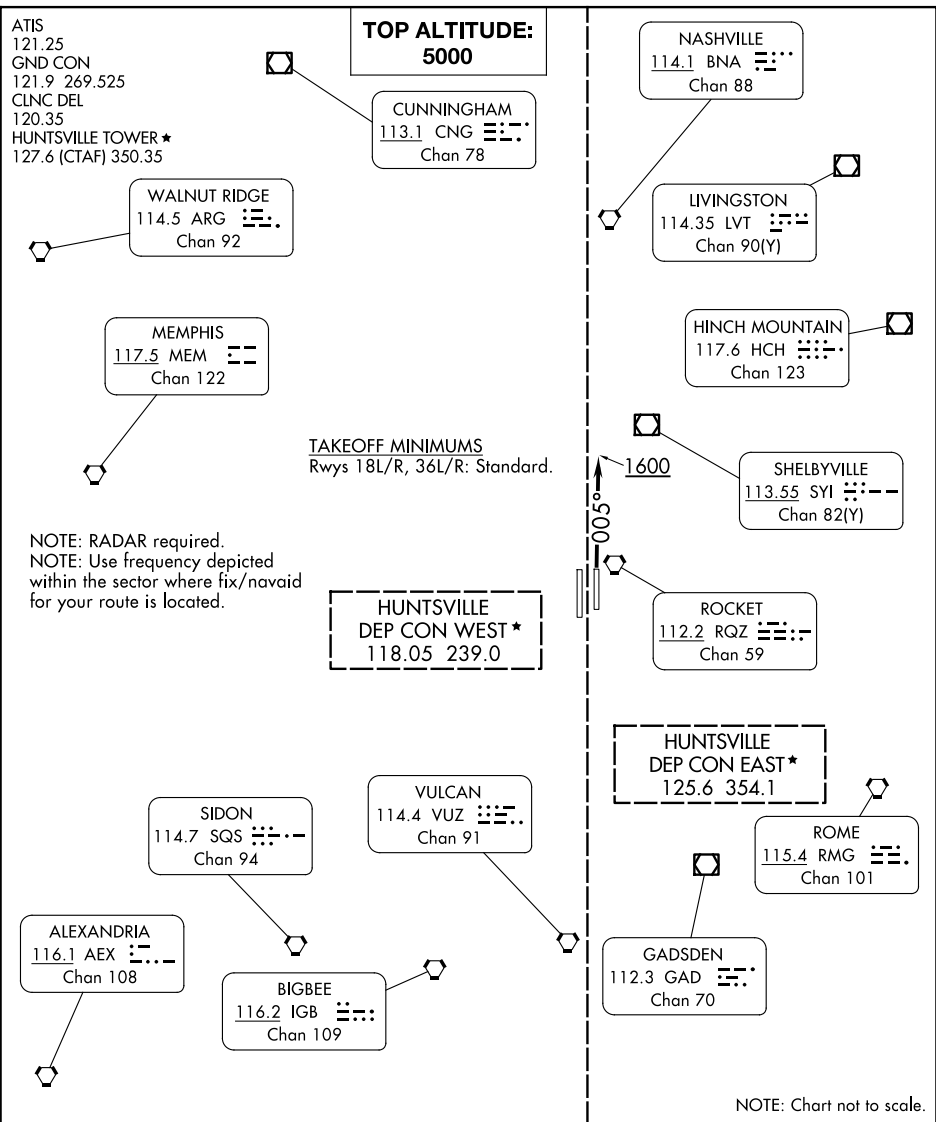 ATIS
121.25
GND CON
121.9 269.525
CLNC DEL
120.35
HUNTSVILLE TOWER ★
127.6 (CTAF) 350.35
TOP ALTITUDE:
5000
CUNNINGHAM
113.1 CNG
Chan 78
NASHVILLE
114.1 BNA
Chan 88
WALNUT RIDGE
114.5 ARG
Chan 92
LIVINGSTON
114.35 LVT
Chan 90(Y)
MEMPHIS
117.5 MEM
Chan 122
HINCH MOUNTAIN
117.6 HCH
Chan 123
TAKEOFF MINIMUMS
Rwys 18L/R, 36L/R: Standard.
1600
005°
SHELBYVILLE
113.55 SYI
Chan 82(Y)
NOTE: RADAR required.
NOTE: Use frequency depicted
within the sector where fix/navaid
for your route is located.
HUNTSVILLE
DEP CON WEST ★
118.05 239.0
ROCKET
112.2 RQZ
Chan 59
HUNTSVILLE
DEP CON EAST ★
125.6 354.1
SIDON
114.7 SQS
Chan 94
VULCAN
114.4 VUZ
Chan 91
ROME
115.4 RMG
Chan 101
ALEXANDRIA
116.1 AEX
Chan 108
BIGBEE
116.2 IGB
Chan 109
GADSDEN
112.3 GAD
Chan 70
NOTE: Chart not to scale.